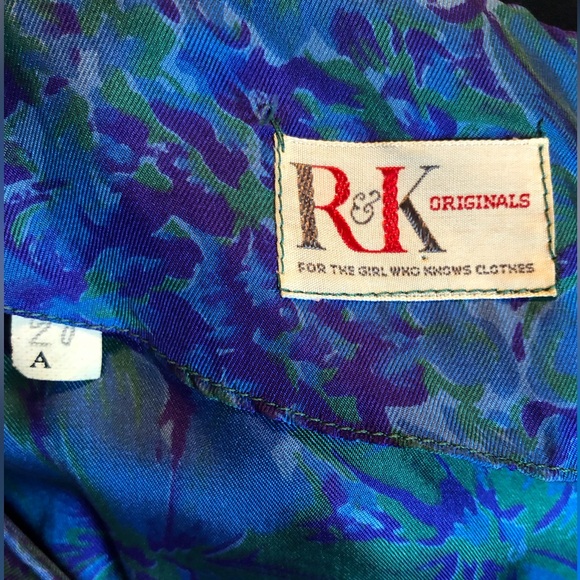 R&K ORIGINALS
FOR THE GIRL WHO KNOWS CLOTHES
A